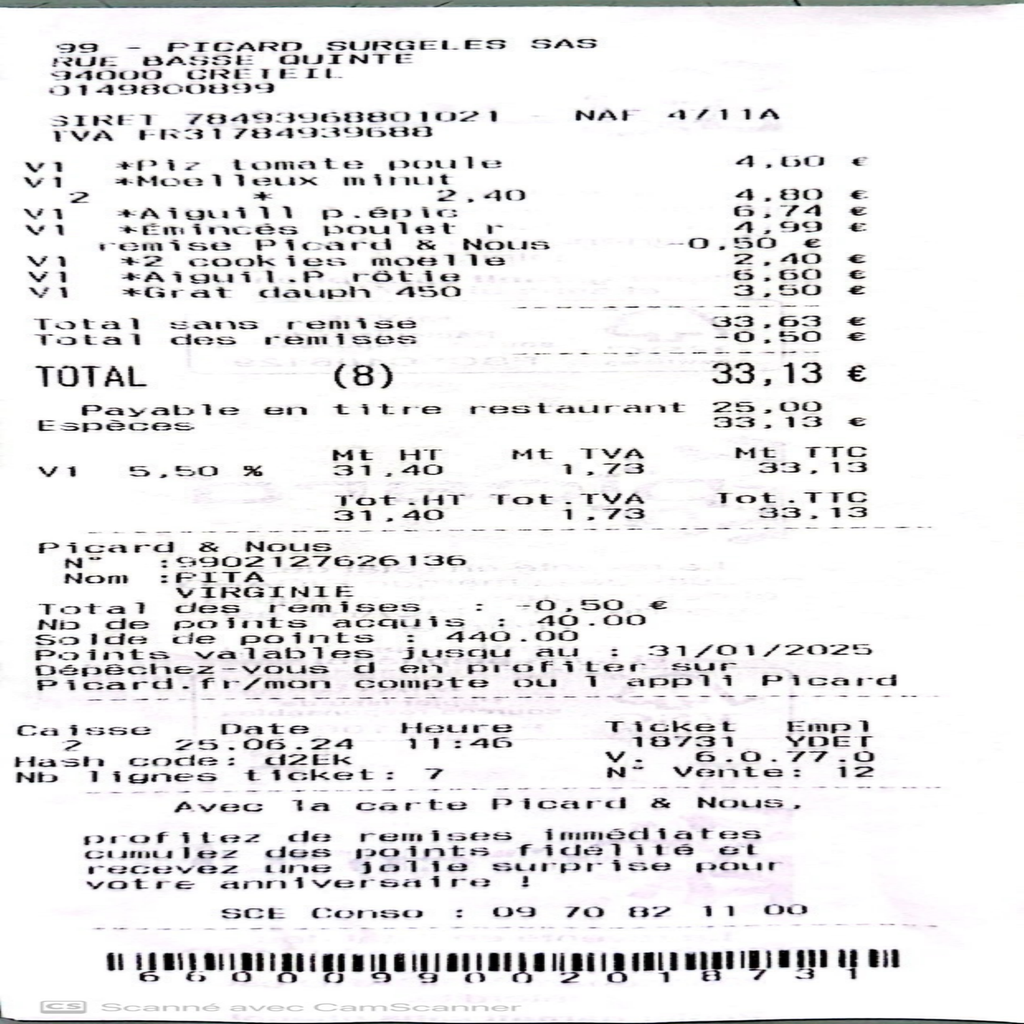 99 - PICARD SURGELES SAS
RUE BASSE QUINTE
94000 CRETEIL
0149800899
SIRET 78493968801021 - NAF 4711A
TVA FR31784939688
V1 *Piz tomate poule 4,60 €
V1 *Moelleux minut
2 * 2,40 4,80 €
V1 *Aiguill p.épic 6,74 €
V1 *Émincés poulet r 4,99 €
remise Picard & Nous -0,50 €
V1 *2 cookies moelle 2,40 €
V1 *Aiguil.P.rôtie 6,60 €
V1 *Grat dauph 450 3,50 €
Total sans remise 33,63 €
Total des remises -0,50 €
TOTAL (8) 33,13 €
Payable en titre restaurant 25,00
Espèces 33,13 €
Mt HT Mt TVA Mt TTC
V1 5,50 % 31,40 1,73 33,13
Tot.HT Tot.TVA Tot.TTC
31,40 1,73 33,13
Picard & Nous
N° :9902127626136
Nom :PITA
VIRGINIE
Total des remises : -0,50 €
Nb de points acquis : 40.00
Solde de points : 440.00
Points valables jusqu au : 31/01/2025
Dépêchez-vous d en profiter sur
Picard.fr/mon compte ou l appli Picard
Caisse Date Heure Ticket Empl
2 25.06.24 11:46 18731 YDET
Hash code: d2Ek V. 6.0.77.0
Nb lignes ticket: 7 N° Vente: 12
Avec la carte Picard & Nous,
profitez de remises immédiates
cumulez des points fidélité et
recevez une jolie surprise pour
votre anniversaire !
SCE Conso : 09 70 82 11 00
6600099002018731
CS Scanné avec CamScanner